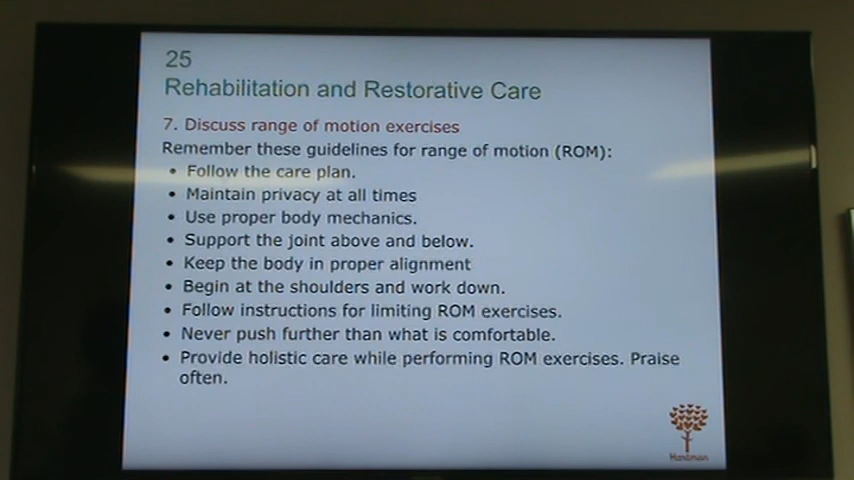 25
Rehabilitation and Restorative Care
7. Discuss range of motion exercises
Remember these guidelines for range of motion (ROM):
• Follow the care plan.
• Maintain privacy at all times
• Use proper body mechanics.
• Support the joint above and below.
• Keep the body in proper alignment
• Begin at the shoulders and work down.
• Follow instructions for limiting ROM exercises.
• Never push further than what is comfortable.
• Provide holistic care while performing ROM exercises. Praise
often.
Hartman